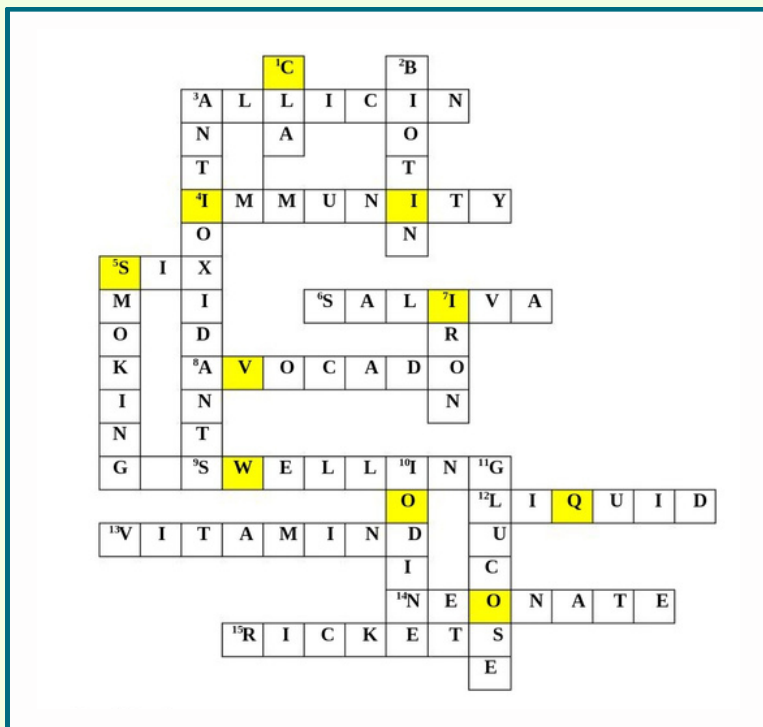 1C 2B
3A L L I C I N
N A O
T T
4I M M U N I T Y
O N
5S I X
M I 6S A L 7I V A
O D R
K 8A V O C A D O
I N N
N T
G 9S W E L L 10I N 11G
O 12L I Q U I D
13V I T A M I N D U
I C
14N E O N A T E
15R I C K E T S
E